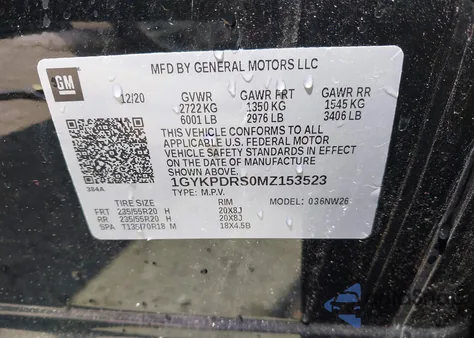 GM
MFD BY GENERAL MOTORS LLC
12/20 GVWR GAWR FRT GAWR RR
2722 KG 1350 KG 1545 KG
6001 LB 2976 LB 3406 LB
THIS VEHICLE CONFORMS TO ALL
APPLICABLE U.S. FEDERAL MOTOR
VEHICLE SAFETY STANDARDS IN EFFECT
ON THE DATE OF MANUFACTURE
SHOWN ABOVE.
1GYKPDRS0MZ153523
384A TYPE: M.P.V.
TIRE SIZE RIM MODEL: 036NW26
FRT 235/55R20 H 20X8J
RR 235/55R20 H 20X8J
SPA T135/70R18 M 18X4.5B